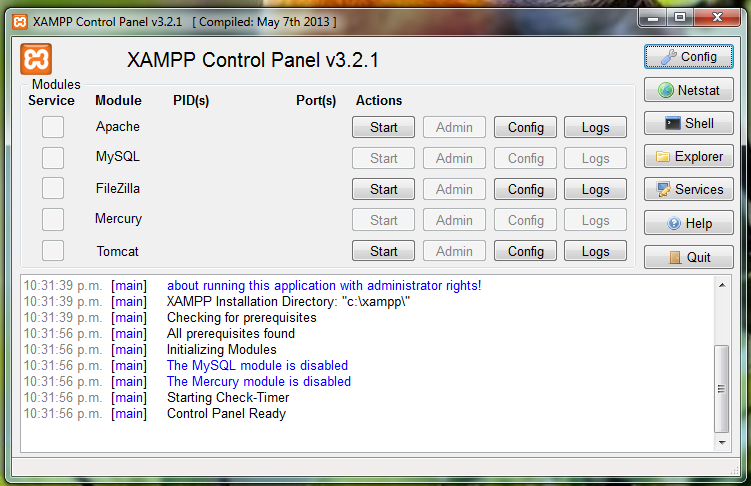 XAMPP Control Panel v3.2.1 [ Compiled: May 7th 2013 ]
XAMPP Control Panel v3.2.1
Config
Modules
Service Module PID(s) Port(s) Actions
Netstat
Apache Start Admin Config Logs
Shell
MySQL Start Admin Config Logs
Explorer
FileZilla Start Admin Config Logs
Services
Mercury Start Admin Config Logs
Help
Tomcat Start Admin Config Logs
Quit
10:31:39 p.m. [main] about running this application with administrator rights!
10:31:39 p.m. [main] XAMPP Installation Directory: "c:\xampp\"
10:31:39 p.m. [main] Checking for prerequisites
10:31:56 p.m. [main] All prerequisites found
10:31:56 p.m. [main] Initializing Modules
10:31:56 p.m. [main] The MySQL module is disabled
10:31:56 p.m. [main] The Mercury module is disabled
10:31:56 p.m. [main] Starting Check-Timer
10:31:56 p.m. [main] Control Panel Ready